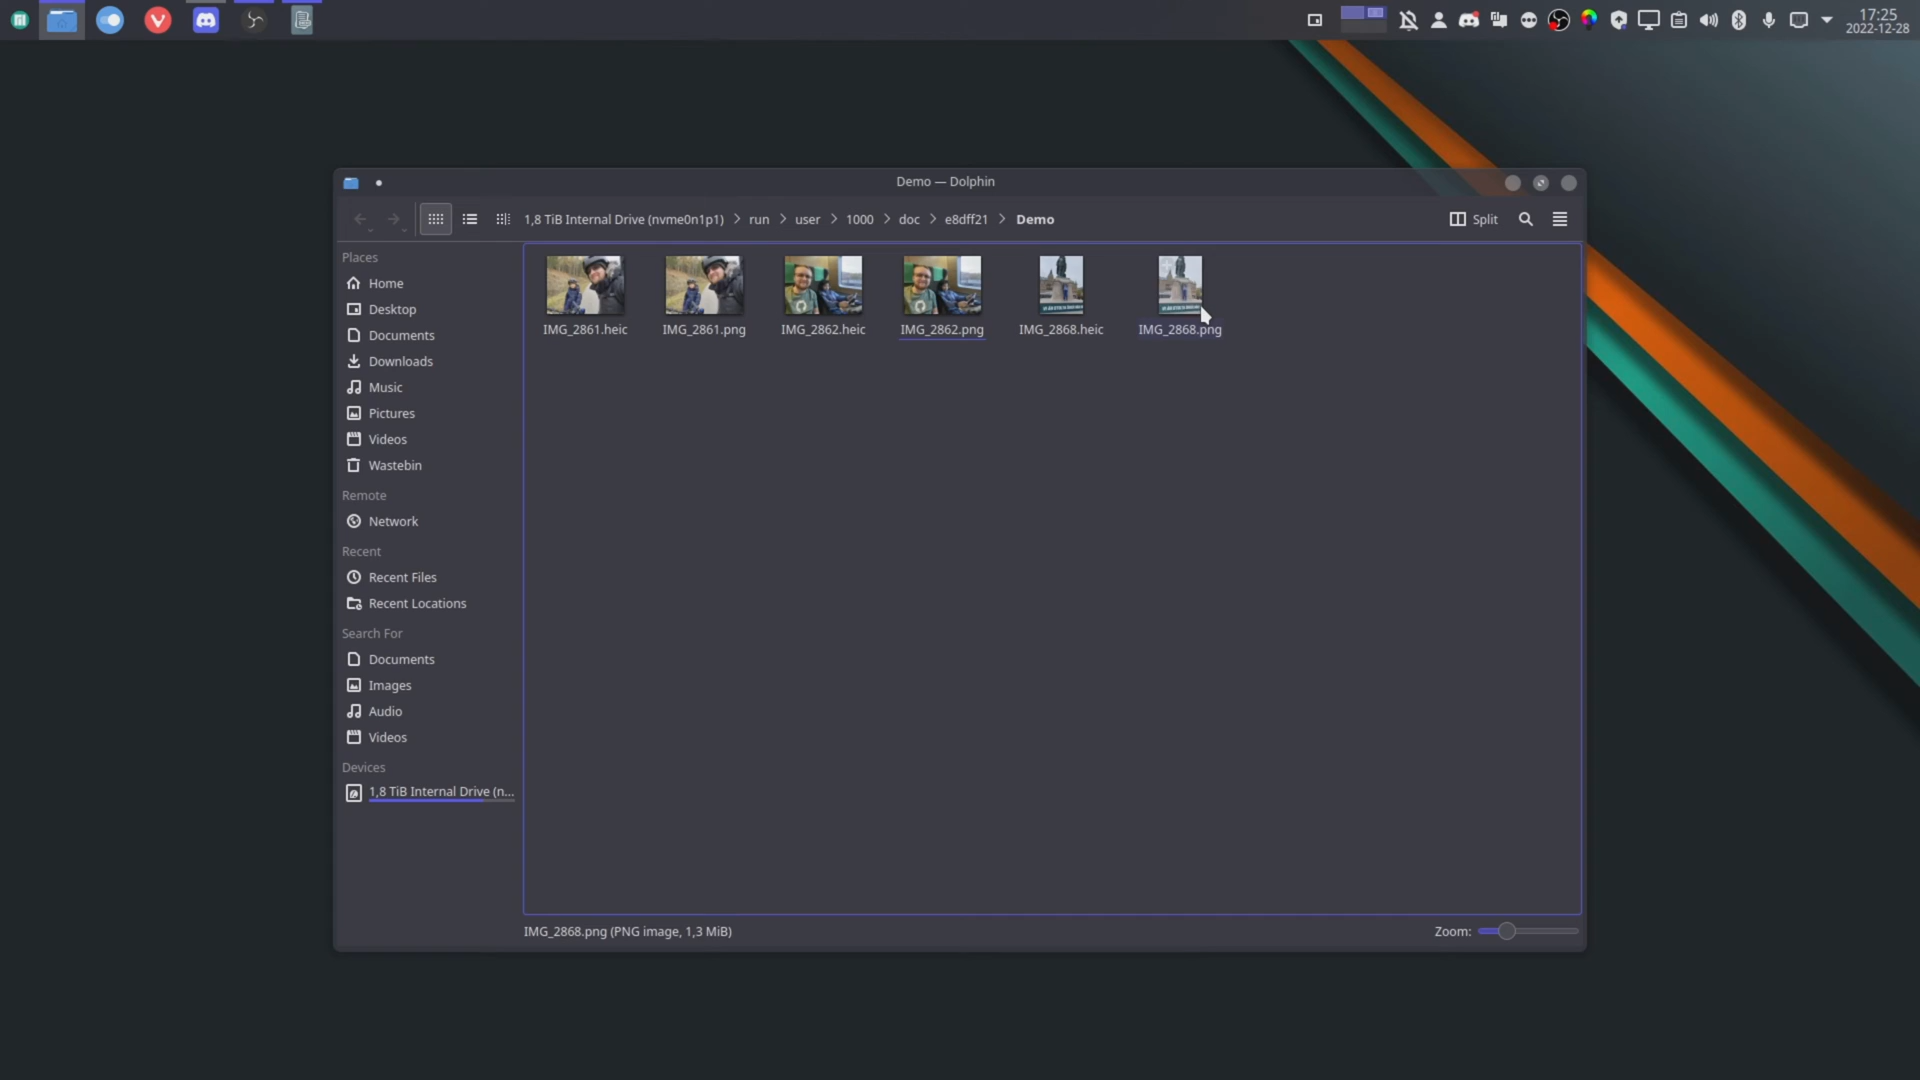 17:25
2022-12-28
Demo — Dolphin
1,8 TiB Internal Drive (nvme0n1p1) run user 1000 doc e8dff21 Demo
Split
Places
Home
Desktop
Documents
Downloads
Music
Pictures
Videos
Wastebin
Remote
Network
Recent
Recent Files
Recent Locations
Search For
Documents
Images
Audio
Videos
Devices
1,8 TiB Internal Drive (n...
IMG_2861.heic
IMG_2861.png
IMG_2862.heic
IMG_2862.png
IMG_2868.heic
IMG_2868.png
IMG_2868.png (PNG image, 1,3 MiB)
Zoom: